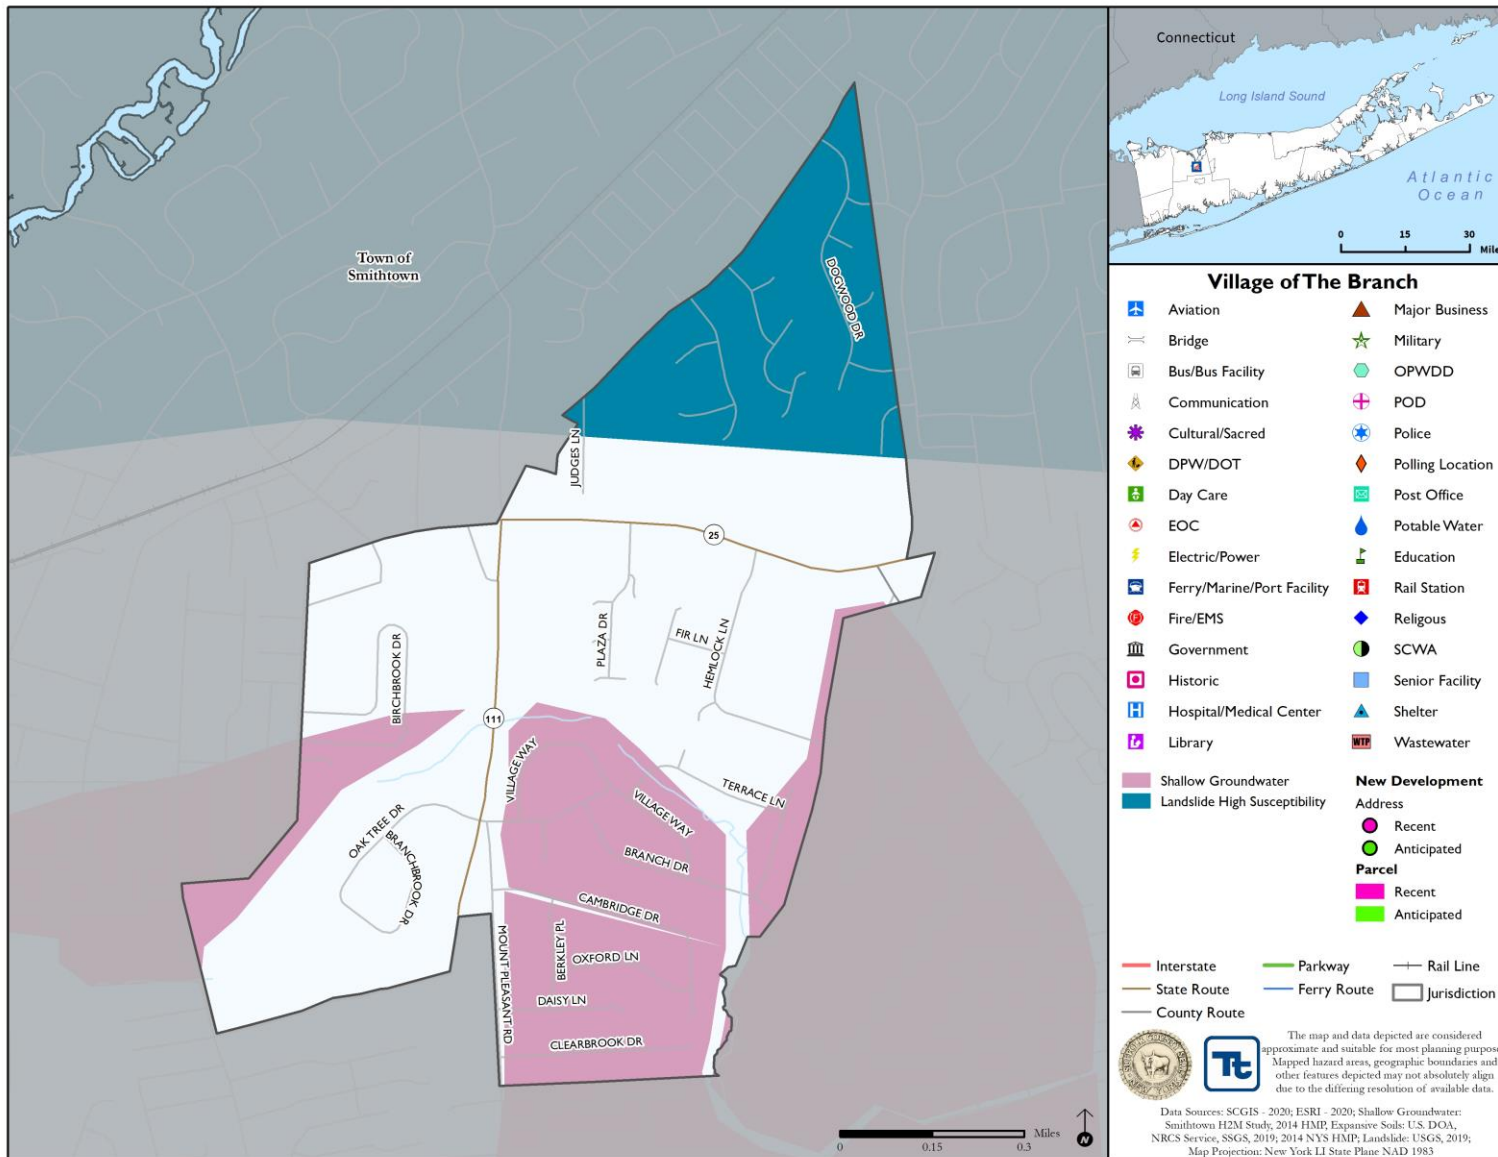 Town of
Smithtown
DOGWOOD DR
JUDGES LN
25
PLAZA DR
FIR LN
HEMLOCK LN
BIRCHBROOK DR
111
VILLAGE WAY
TERRACE LN
VILLAGE WAY
OAK TREE DR
BRANCHBROOK DR
BRANCH DR
CAMBRIDGE DR
BERKLEY PL
OXFORD LN
MOUNT PLEASANT RD
DAISY LN
CLEARBROOK DR
Miles
0 0.15 0.3
N
Connecticut
Long Island Sound
Atlantic
Ocean
0 15 30
Mile
Village of The Branch
Aviation
Bridge
Bus/Bus Facility
Communication
Cultural/Sacred
DPW/DOT
Day Care
EOC
Electric/Power
Ferry/Marine/Port Facility
Fire/EMS
Government
Historic
Hospital/Medical Center
Library
Major Business
Military
OPWDD
POD
Police
Polling Location
Post Office
Potable Water
Education
Rail Station
Religous
SCWA
Senior Facility
Shelter
WTP Wastewater
Shallow Groundwater
Landslide High Susceptibility
New Development
Address
Recent
Anticipated
Parcel
Recent
Anticipated
Interstate
State Route
County Route
Parkway
Ferry Route
Rail Line
Jurisdiction
Tt
The map and data depicted are considered
approximate and suitable for most planning purpose
Mapped hazard areas, geographic boundaries and
other features depicted may not absolutely align
due to the differing resolution of available data.
Data Sources: SCGIS - 2020; ESRI - 2020; Shallow Groundwater:
Smithtown H2M Study, 2014 HMP, Expansive Soils: U.S. DOA,
NRCS Service, SSGS, 2019; 2014 NYS HMP; Landslide: USGS, 2019;
Map Projection: New York LI State Plane NAD 1983